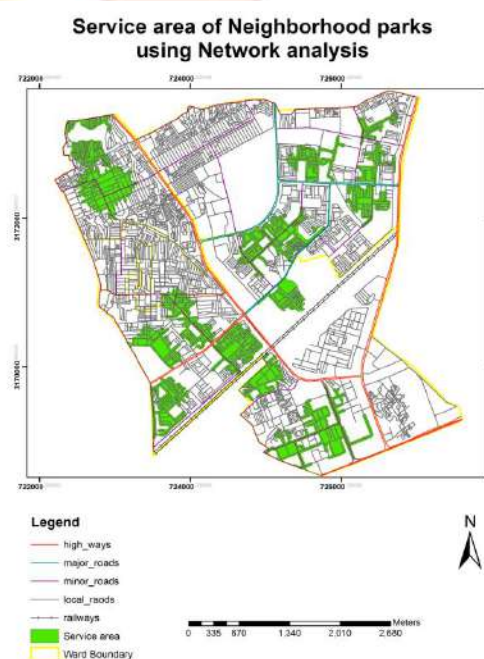 Service area of Neighborhood parks
using Network analysis
722000
724000
726000
3172000
3170000
722000
724000
726000
Legend
high_ways
major_roads
minor_roads
local_raods
railways
Service area
Ward Boundary
N
Meters
0 335 670 1,340 2,010 2,680